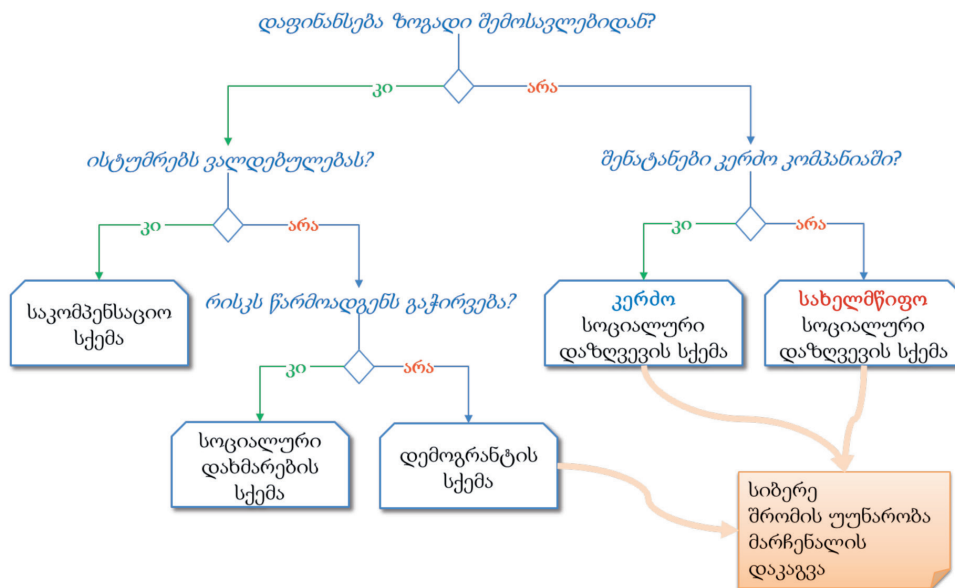 დაფინანსება ზოგადი შემოსავლებიდან?
კი
არა
ისტუმრებს ვალდებულებას?
შენატანები კერძო კომპანიაში?
კი
არა
კი
არა
საკომპენსაციო
სქემა
რისკს წარმოადგენს გაჭირვება?
კერძო
სოციალური
დაზღვევის სქემა
სახელმწიფო
სოციალური
დაზღვევის სქემა
კი
არა
სოციალური
დახმარების
სქემა
დემოგრანტის
სქემა
სიბერე
შრომის უუნარობა
მარჩენალის
დაკაგვა